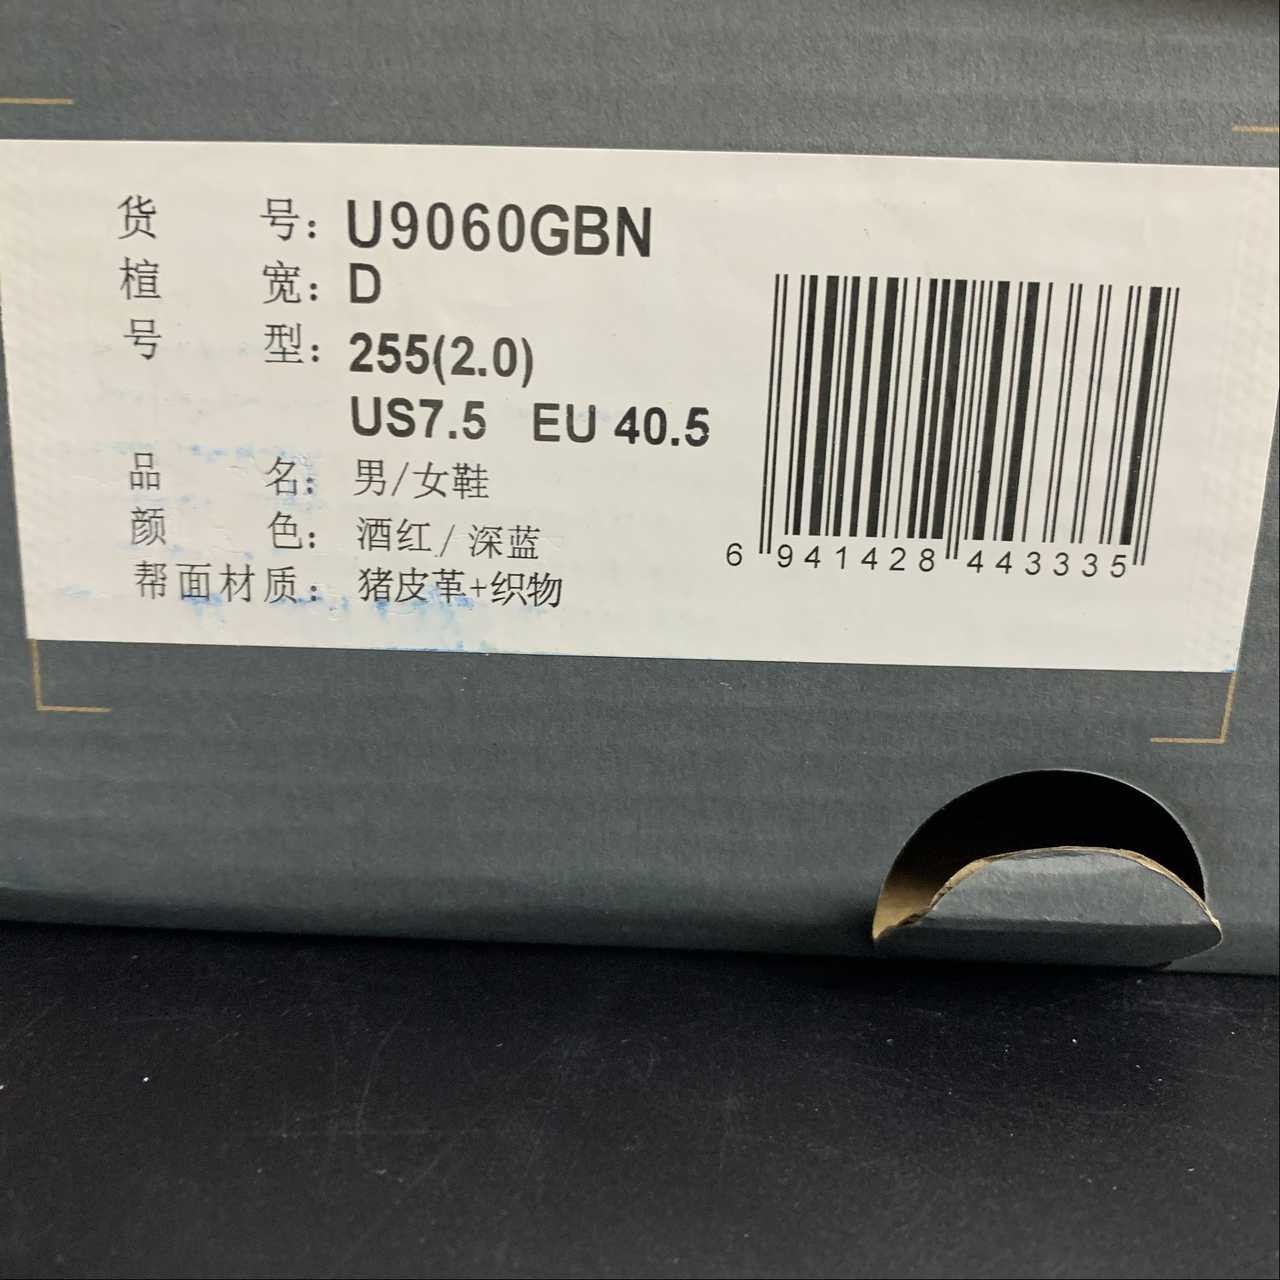 货 号: U9060GBN
楦 宽: D
号 型: 255(2.0)
US7.5 EU 40.5
品 名: 男/女鞋
颜 色: 酒红/深蓝
帮面材质: 猪皮革+织物
6 941428 443335